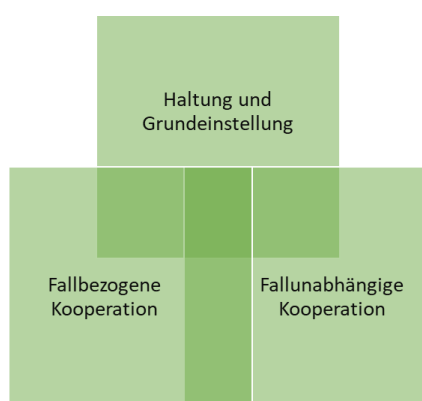 Haltung und
Grundeinstellung
Fallbezogene
Kooperation
Fallunabhängige
Kooperation